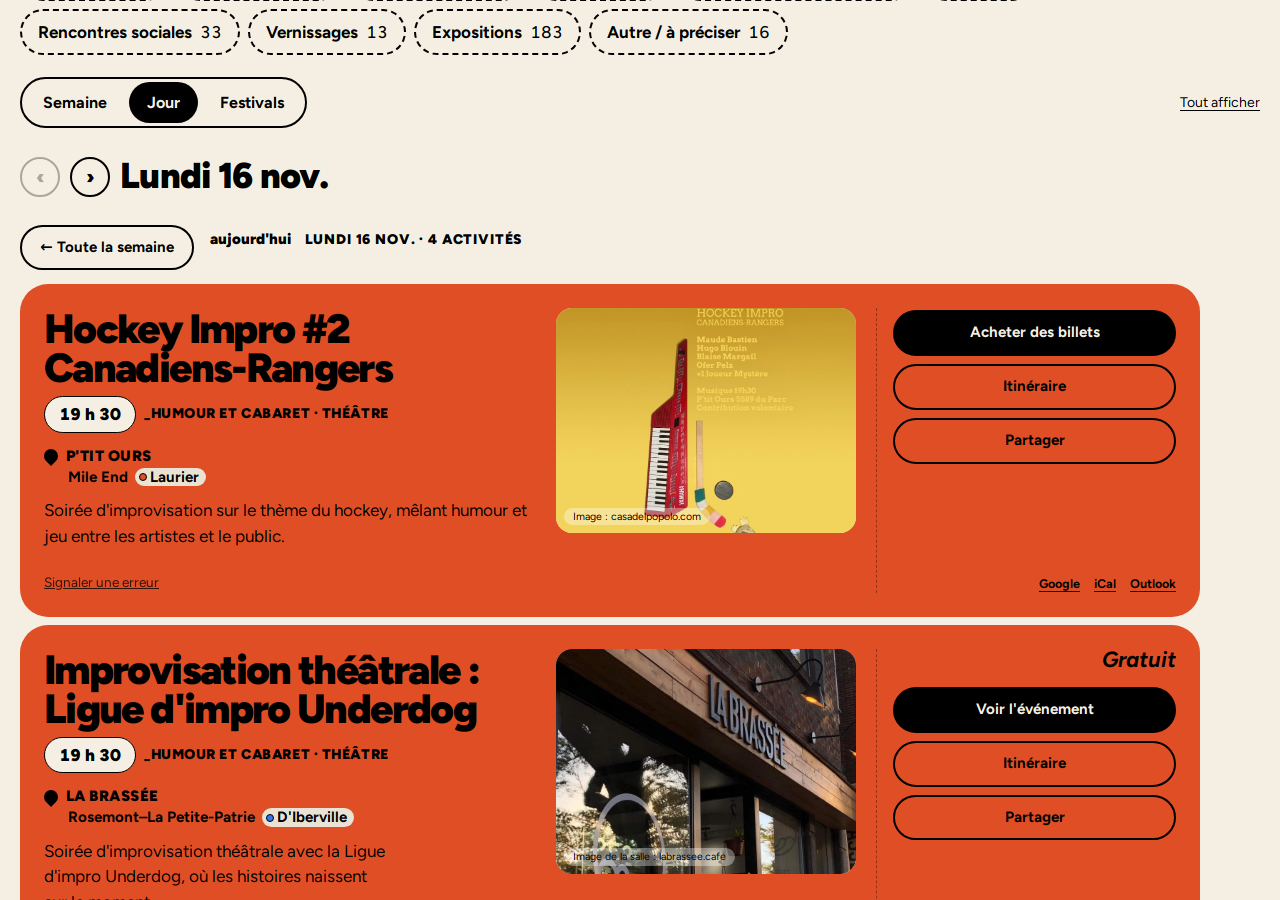 Rencontres sociales 33 Vernissages 13 Expositions 183 Autre / à préciser 16
Semaine Jour Festivals Tout afficher
‹ › Lundi 16 nov.
← Toute la semaine aujourd'hui LUNDI 16 NOV. · 4 ACTIVITÉS
Hockey Impro #2
Canadiens-Rangers
19 h 30 _HUMOUR ET CABARET · THÉÂTRE
P'TIT OURS
Mile End Laurier
Soirée d'improvisation sur le thème du hockey, mêlant humour et
jeu entre les artistes et le public.
Signaler une erreur
HOCKEY IMPRO
CANADIENS-RANGERS
Maude Bastien
Hugo Blouin
Blaise Margail
Ofer Pelz
+1 Joueur Mystère
Musique 19h30
P'tit Ours 5589 du Parc
Contribution volontaire
YAMAHA
Image : casadelpopolo.com
Acheter des billets
Itinéraire
Partager
Google iCal Outlook
Improvisation théâtrale :
Ligue d'impro Underdog
19 h 30 _HUMOUR ET CABARET · THÉÂTRE
LA BRASSÉE
Rosemont–La Petite-Patrie D'Iberville
Soirée d'improvisation théâtrale avec la Ligue
d'impro Underdog, où les histoires naissent
sur le moment.
LA BRASSÉE
Image de la salle : labrassee.cafe
Gratuit
Voir l'événement
Itinéraire
Partager